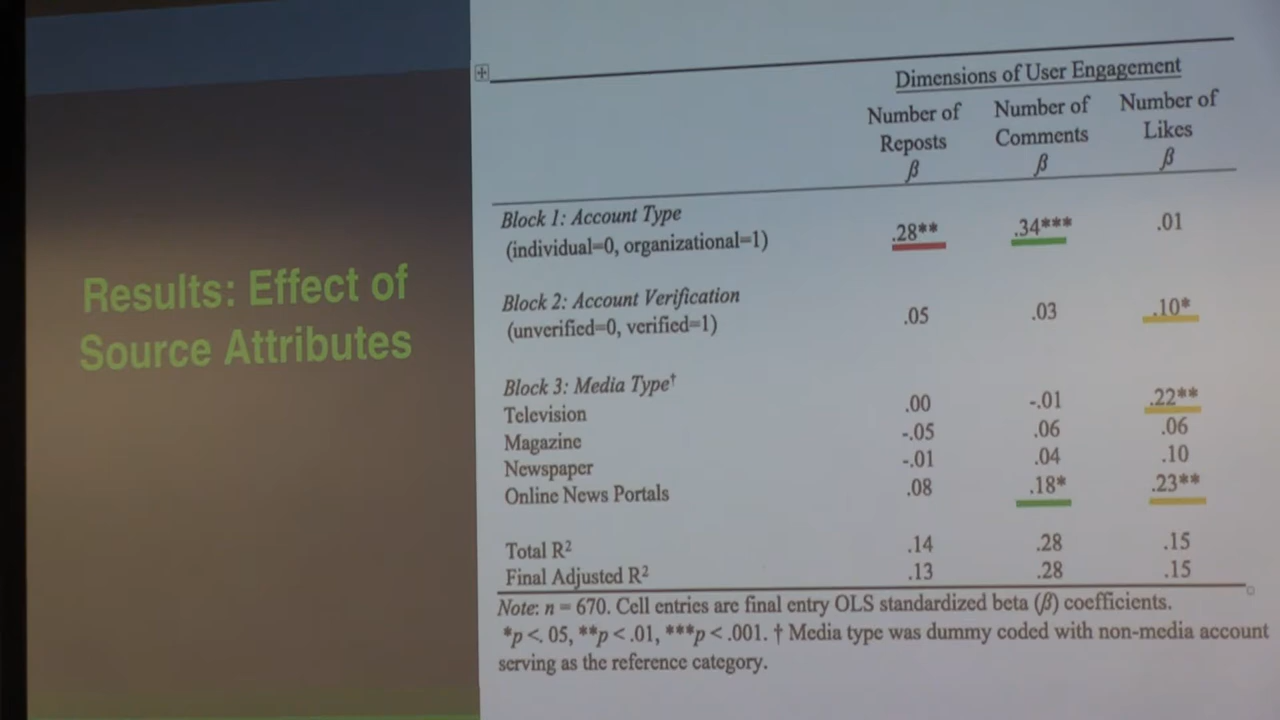 Results: Effect of
Source Attributes
Dimensions of User Engagement
Number of Reposts β
Number of Comments β
Number of Likes β
Block 1: Account Type
(individual=0, organizational=1) .28** .34*** .01
Block 2: Account Verification
(unverified=0, verified=1) .05 .03 .10*
Block 3: Media Type†
Television .00 -.01 .22**
Magazine -.05 .06 .06
Newspaper -.01 .04 .10
Online News Portals .08 .18* .23**
Total R² .14 .28 .15
Final Adjusted R² .13 .28 .15
Note: n = 670. Cell entries are final entry OLS standardized beta (β) coefficients.
*p <. 05, **p < .01, ***p < .001. † Media type was dummy coded with non-media account
serving as the reference category.